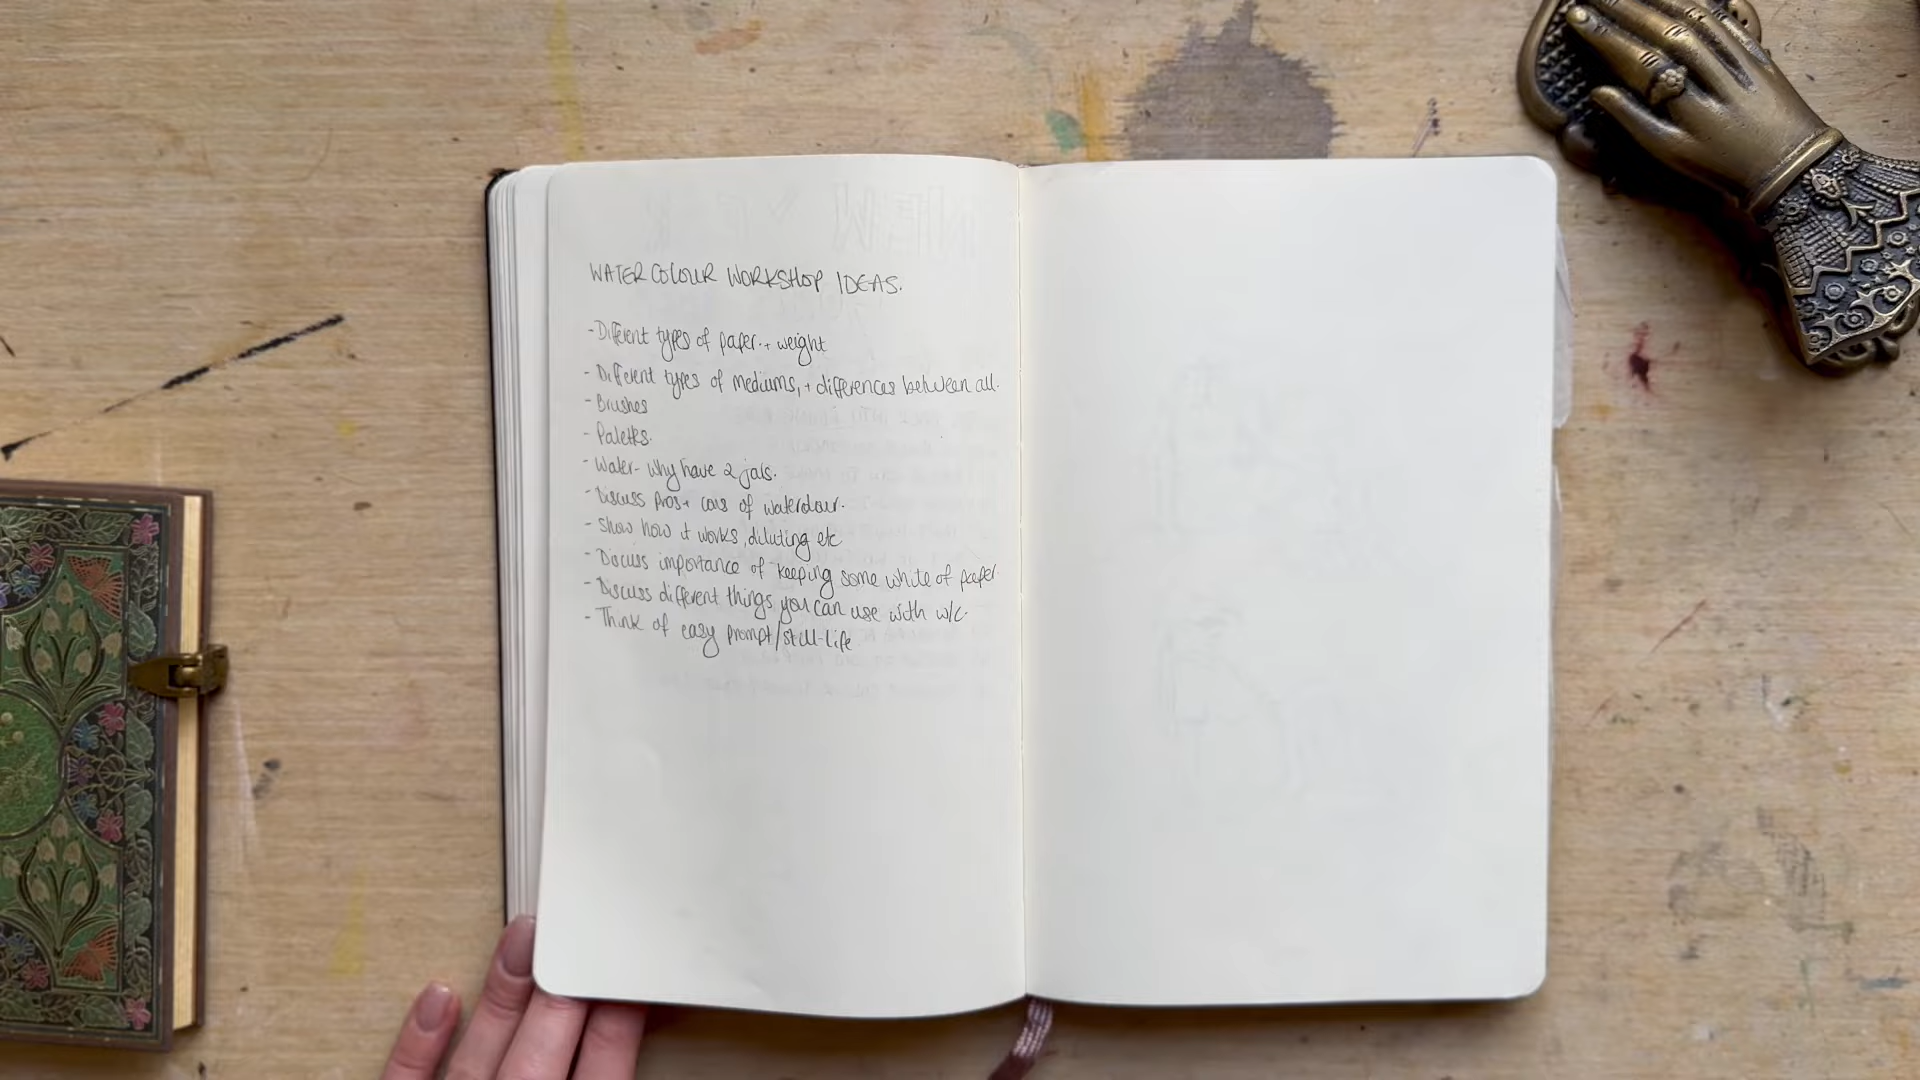 WATERCOLOUR WORKSHOP IDEAS.
- Different types of paper + weight
- Different types of mediums, + differences between all.
- Brushes
- Palettes.
- Water - Why have 2 jars.
- Discuss pros + cons of watercolour.
- Show how it works, diluting etc
- Discuss importance of keeping some white of paper
- Discuss different things you can use with w/c
- Think of easy prompt/still-life
NEW